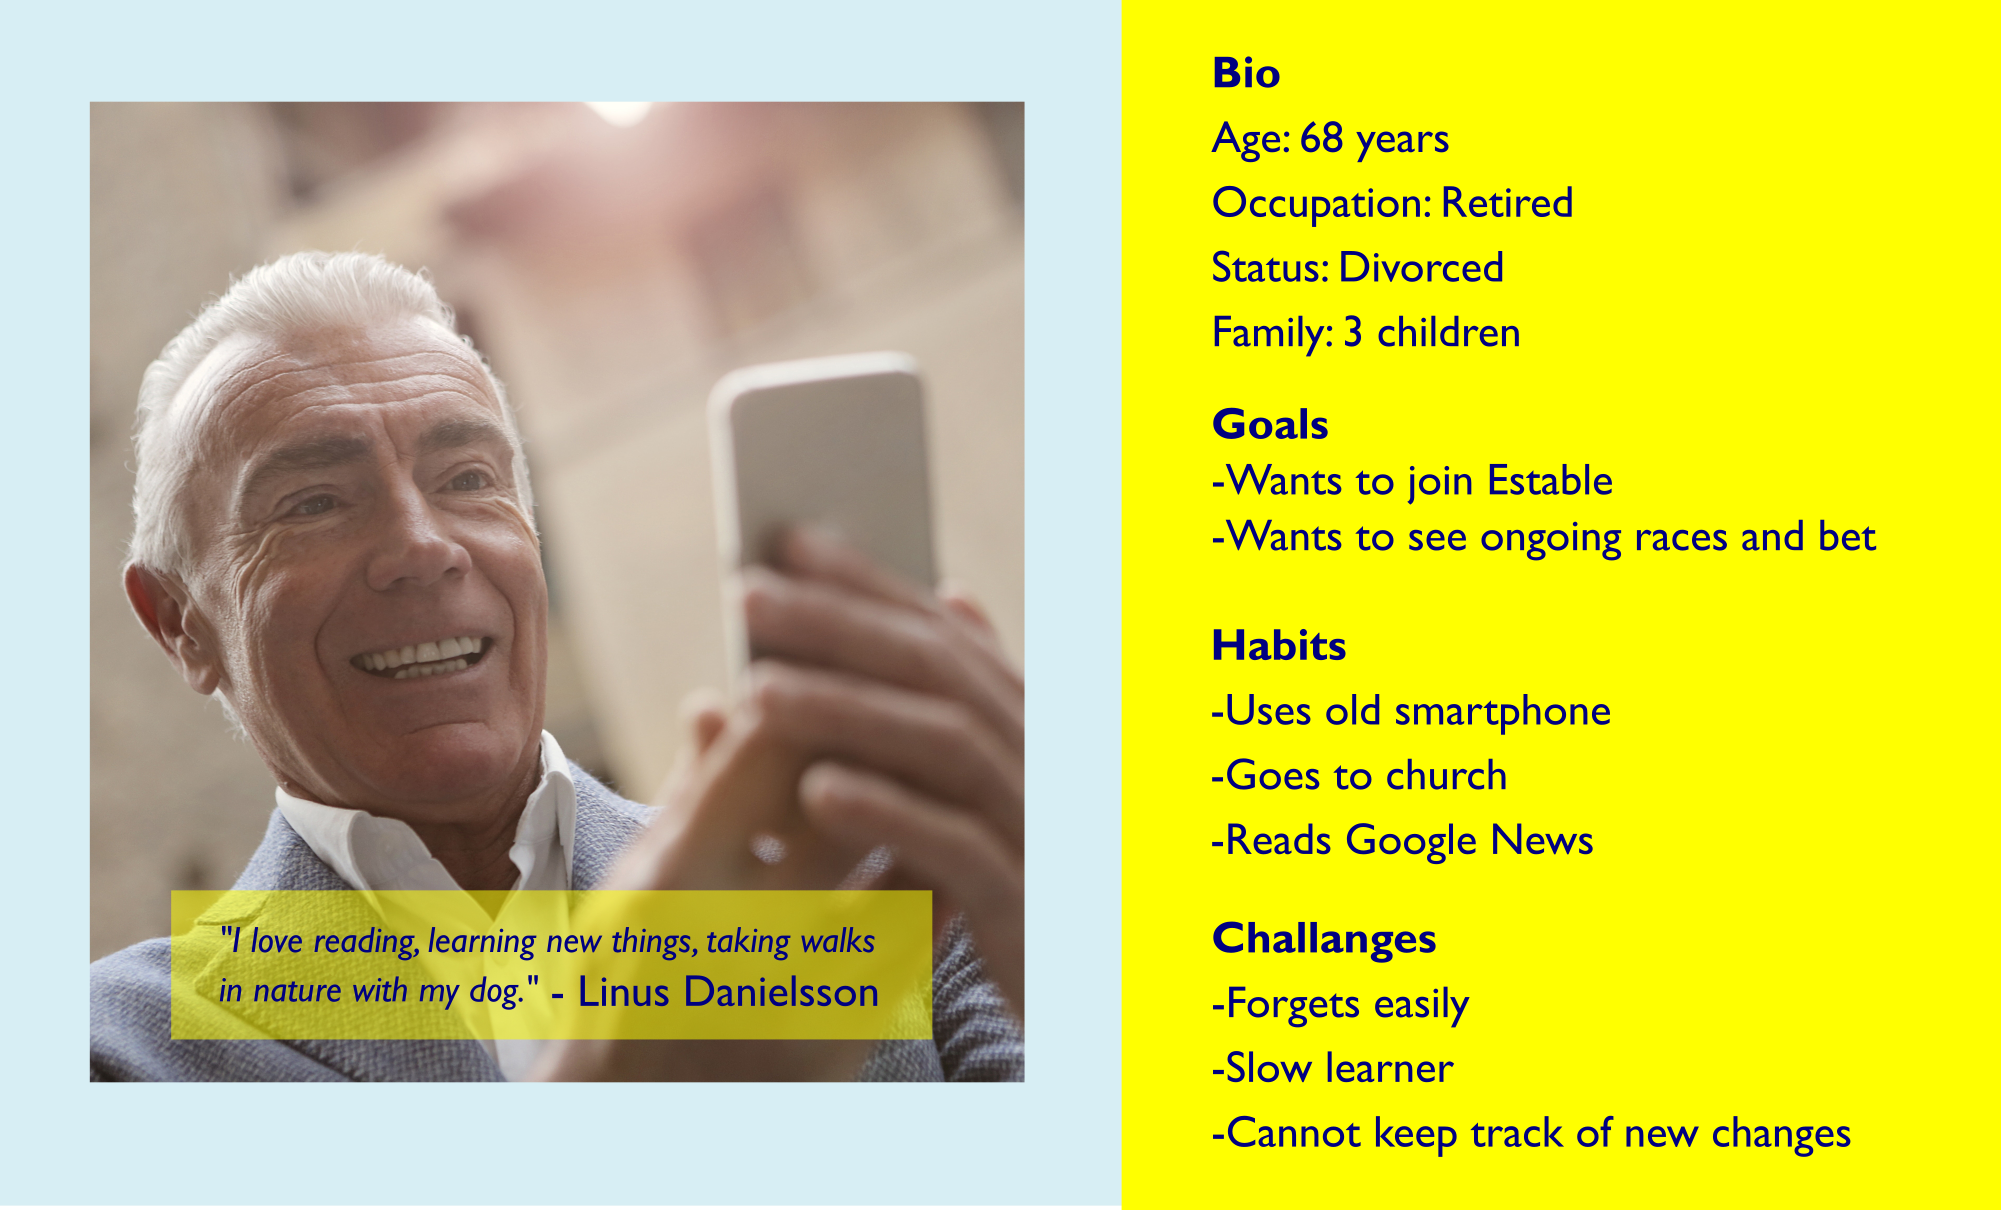 "I love reading, learning new things, taking walks
in nature with my dog." - Linus Danielsson
Bio
Age: 68 years
Occupation: Retired
Status: Divorced
Family: 3 children
Goals
-Wants to join Estable
-Wants to see ongoing races and bet
Habits
-Uses old smartphone
-Goes to church
-Reads Google News
Challanges
-Forgets easily
-Slow learner
-Cannot keep track of new changes